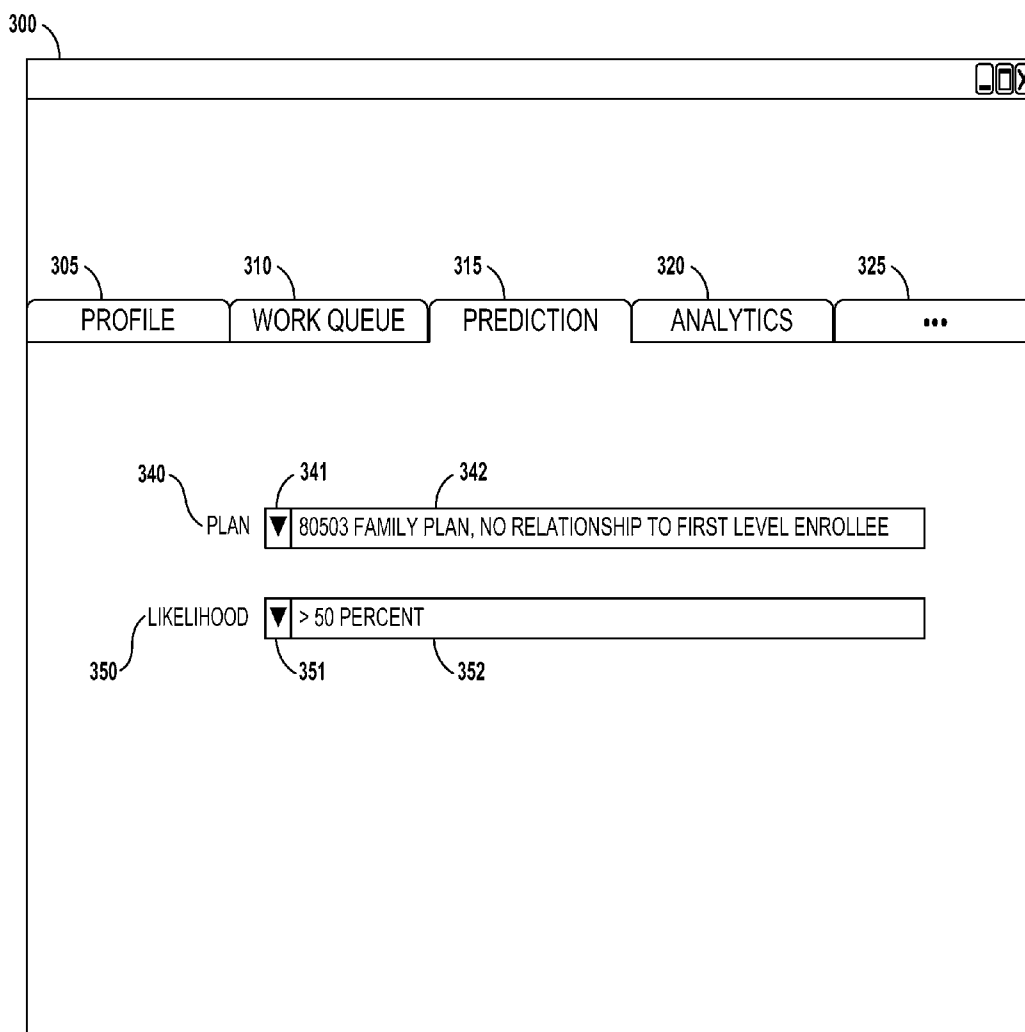 300
305 310 315 320 325
PROFILE WORK QUEUE PREDICTION ANALYTICS ...
340 341 342
PLAN ▼ 80503 FAMILY PLAN, NO RELATIONSHIP TO FIRST LEVEL ENROLLEE
LIKELIHOOD ▼ > 50 PERCENT
350 351 352